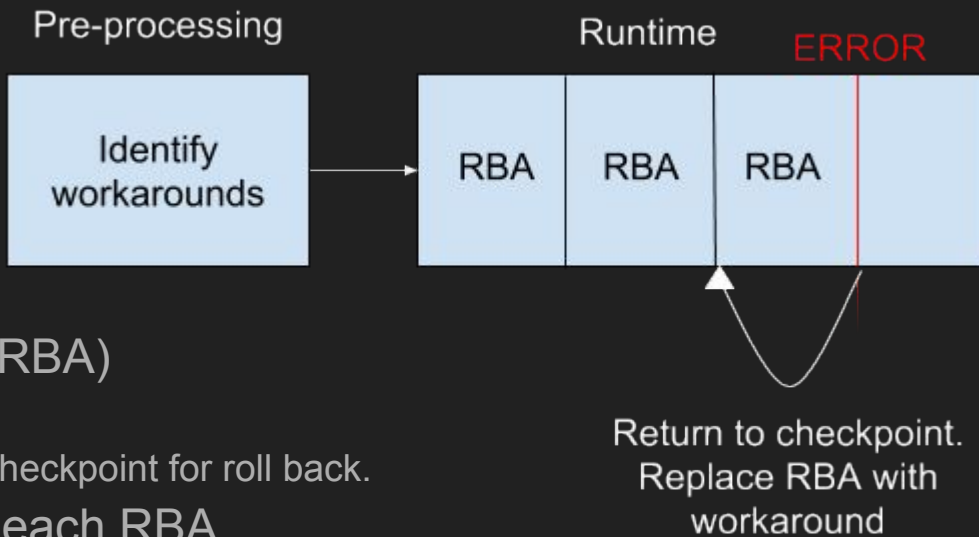 Pre-processing
Runtime
ERROR
Identify
workarounds
RBA
RBA
RBA
RBA)
heckpoint for roll back.
each RBA
Return to checkpoint.
Replace RBA with
workaround